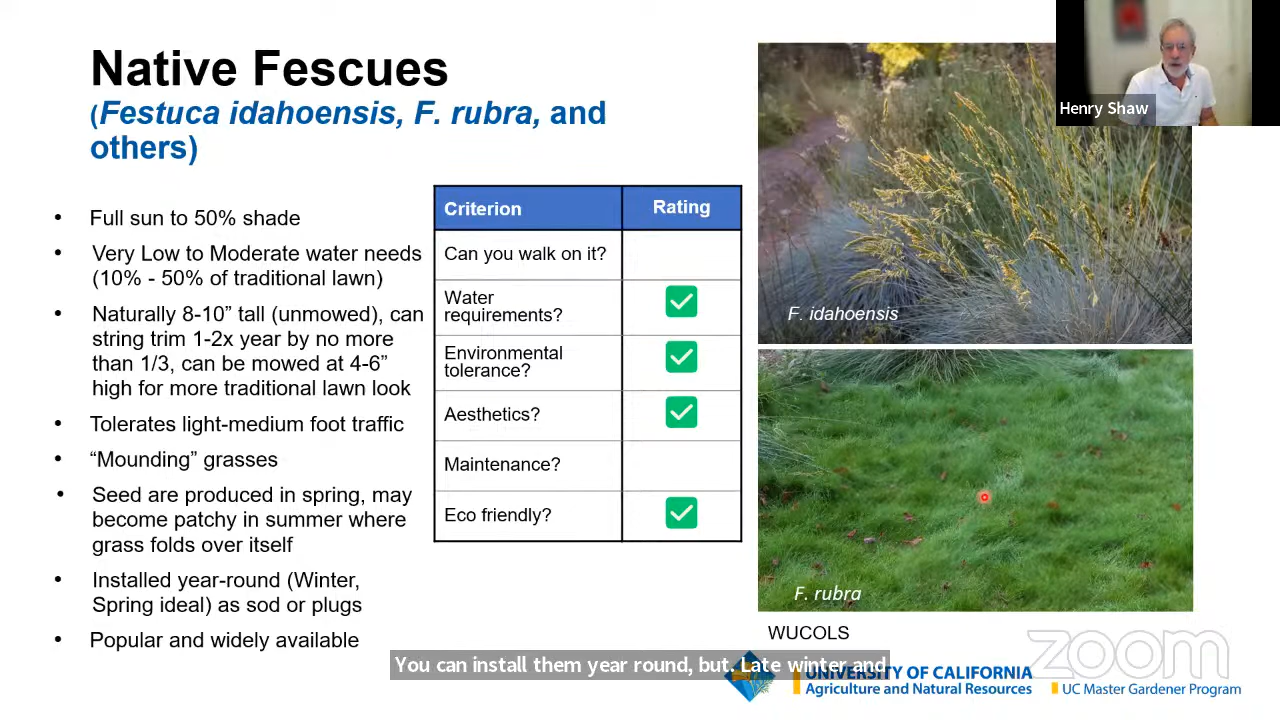 Native Fescues
(Festuca idahoensis, F. rubra, and
others)
• Full sun to 50% shade
• Very Low to Moderate water needs
(10% - 50% of traditional lawn)
• Naturally 8-10” tall (unmowed), can
string trim 1-2x year by no more
than 1/3, can be mowed at 4-6”
high for more traditional lawn look
• Tolerates light-medium foot traffic
• “Mounding” grasses
• Seed are produced in spring, may
become patchy in summer where
grass folds over itself
• Installed year-round (Winter,
Spring ideal) as sod or plugs
• Popular and widely available
Criterion Rating
Can you walk on it?
Water
requirements?
Environmental
tolerance?
Aesthetics?
Maintenance?
Eco friendly?
Henry Shaw
F. idahoensis
F. rubra
WUCOLS
zoom
You can install them year round, but. Late winter and
UNIVERSITY OF CALIFORNIA
Agriculture and Natural Resources
UC Master Gardener Program